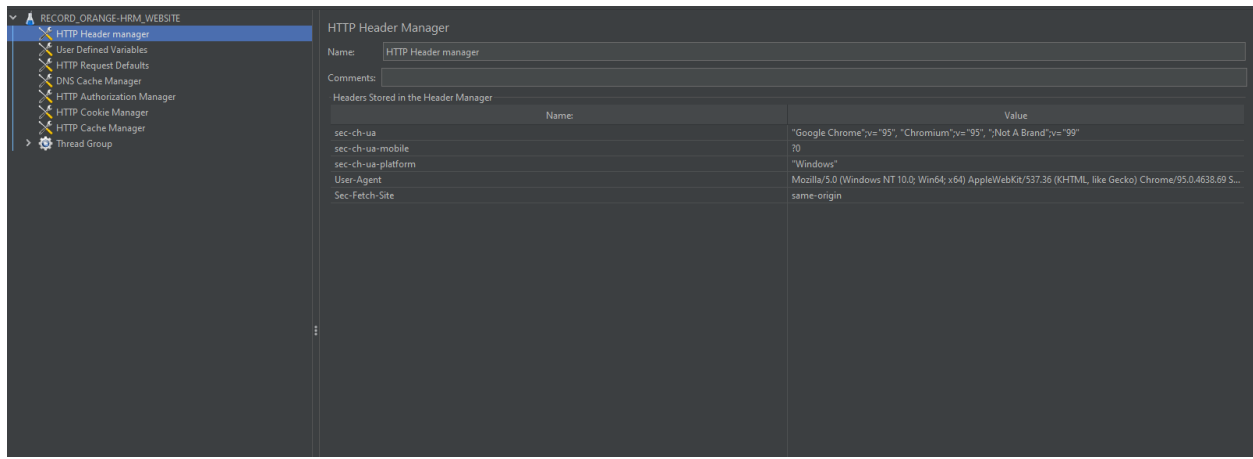 RECORD_ORANGE-HRM_WEBSITE
HTTP Header manager
User Defined Variables
HTTP Request Defaults
DNS Cache Manager
HTTP Authorization Manager
HTTP Cookie Manager
HTTP Cache Manager
Thread Group
HTTP Header Manager
Name: HTTP Header manager
Comments:
Headers Stored in the Header Manager
Name: Value
sec-ch-ua "Google Chrome";v="95", "Chromium";v="95", ";Not A Brand";v="99"
sec-ch-ua-mobile ?0
sec-ch-ua-platform "Windows"
User-Agent Mozilla/5.0 (Windows NT 10.0; Win64; x64) AppleWebKit/537.36 (KHTML, like Gecko) Chrome/95.0.4638.69 S...
Sec-Fetch-Site same-origin